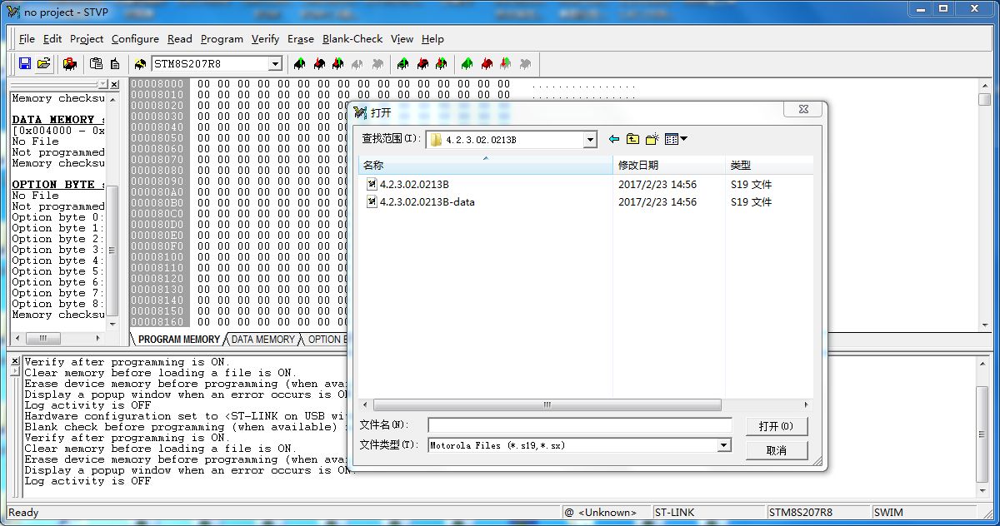 no project - STVP
File Edit Project Configure Read Program Verify Erase Blank-Check View Help
STM8S207R8
Memory checksu
DATA MEMORY
[0x004000 - 0x
No File
Not programmed
Memory checksu
OPTION BYTE
No File
Not programmed
Option byte 0:
Option byte 1:
Option byte 2:
Option byte 3:
Option byte 4:
Option byte 5:
Option byte 6:
Option byte 7:
Option byte 8:
Memory checksu
00008000 00 00 00 00 00 00 00 00 00 00 00 00 00 00 00 00 ................
00008010 00 00 00 00 00 00 00 00 00 00 00 00 00 00 00 00 ................
00008020 00 00 00 00 00 00 00 00
00008030 00 00 00 00 00 00 00 00
00008040 00 00 00 00 00 00 00 00
00008050 00 00 00 00 00 00 00 00
00008060 00 00 00 00 00 00 00 00
00008070 00 00 00 00 00 00 00 00
00008080 00 00 00 00 00 00 00 00
00008090 00 00 00 00 00 00 00 00
000080A0 00 00 00 00 00 00 00 00
000080B0 00 00 00 00 00 00 00 00
000080C0 00 00 00 00 00 00 00 00
000080D0 00 00 00 00 00 00 00 00
000080E0 00 00 00 00 00 00 00 00
000080F0 00 00 00 00 00 00 00 00
00008100 00 00 00 00 00 00 00 00
00008110 00 00 00 00 00 00 00 00
00008120 00 00 00 00 00 00 00 00
00008130 00 00 00 00 00 00 00 00
00008140 00 00 00 00 00 00 00 00
00008150 00 00 00 00 00 00 00 00
00008160 00 00 00 00 00 00 00 00
PROGRAM MEMORY DATA MEMORY OPTION
打开
查找范围(I): 4.2.3.02.0213B
名称 修改日期 类型
4.2.3.02.0213B 2017/2/23 14:56 S19 文件
4.2.3.02.0213B-data 2017/2/23 14:56 S19 文件
文件名(N): 打开(O)
文件类型(T): Motorola Files (*.s19,*.sx) 取消
Verify after programming is ON.
Clear memory before loading a file is ON.
Erase device memory before programming (when avai
Display a popup window when an error occurs is ON
Log activity is OFF
Hardware configuration set to <ST-LINK on USB wi
Blank check before programming (when available)
Verify after programming is ON.
Clear memory before loading a file is ON.
Erase device memory before programming (when avai
Display a popup window when an error occurs is ON.
Log activity is OFF
Ready @ <Unknown> ST-LINK STM8S207R8 SWIM